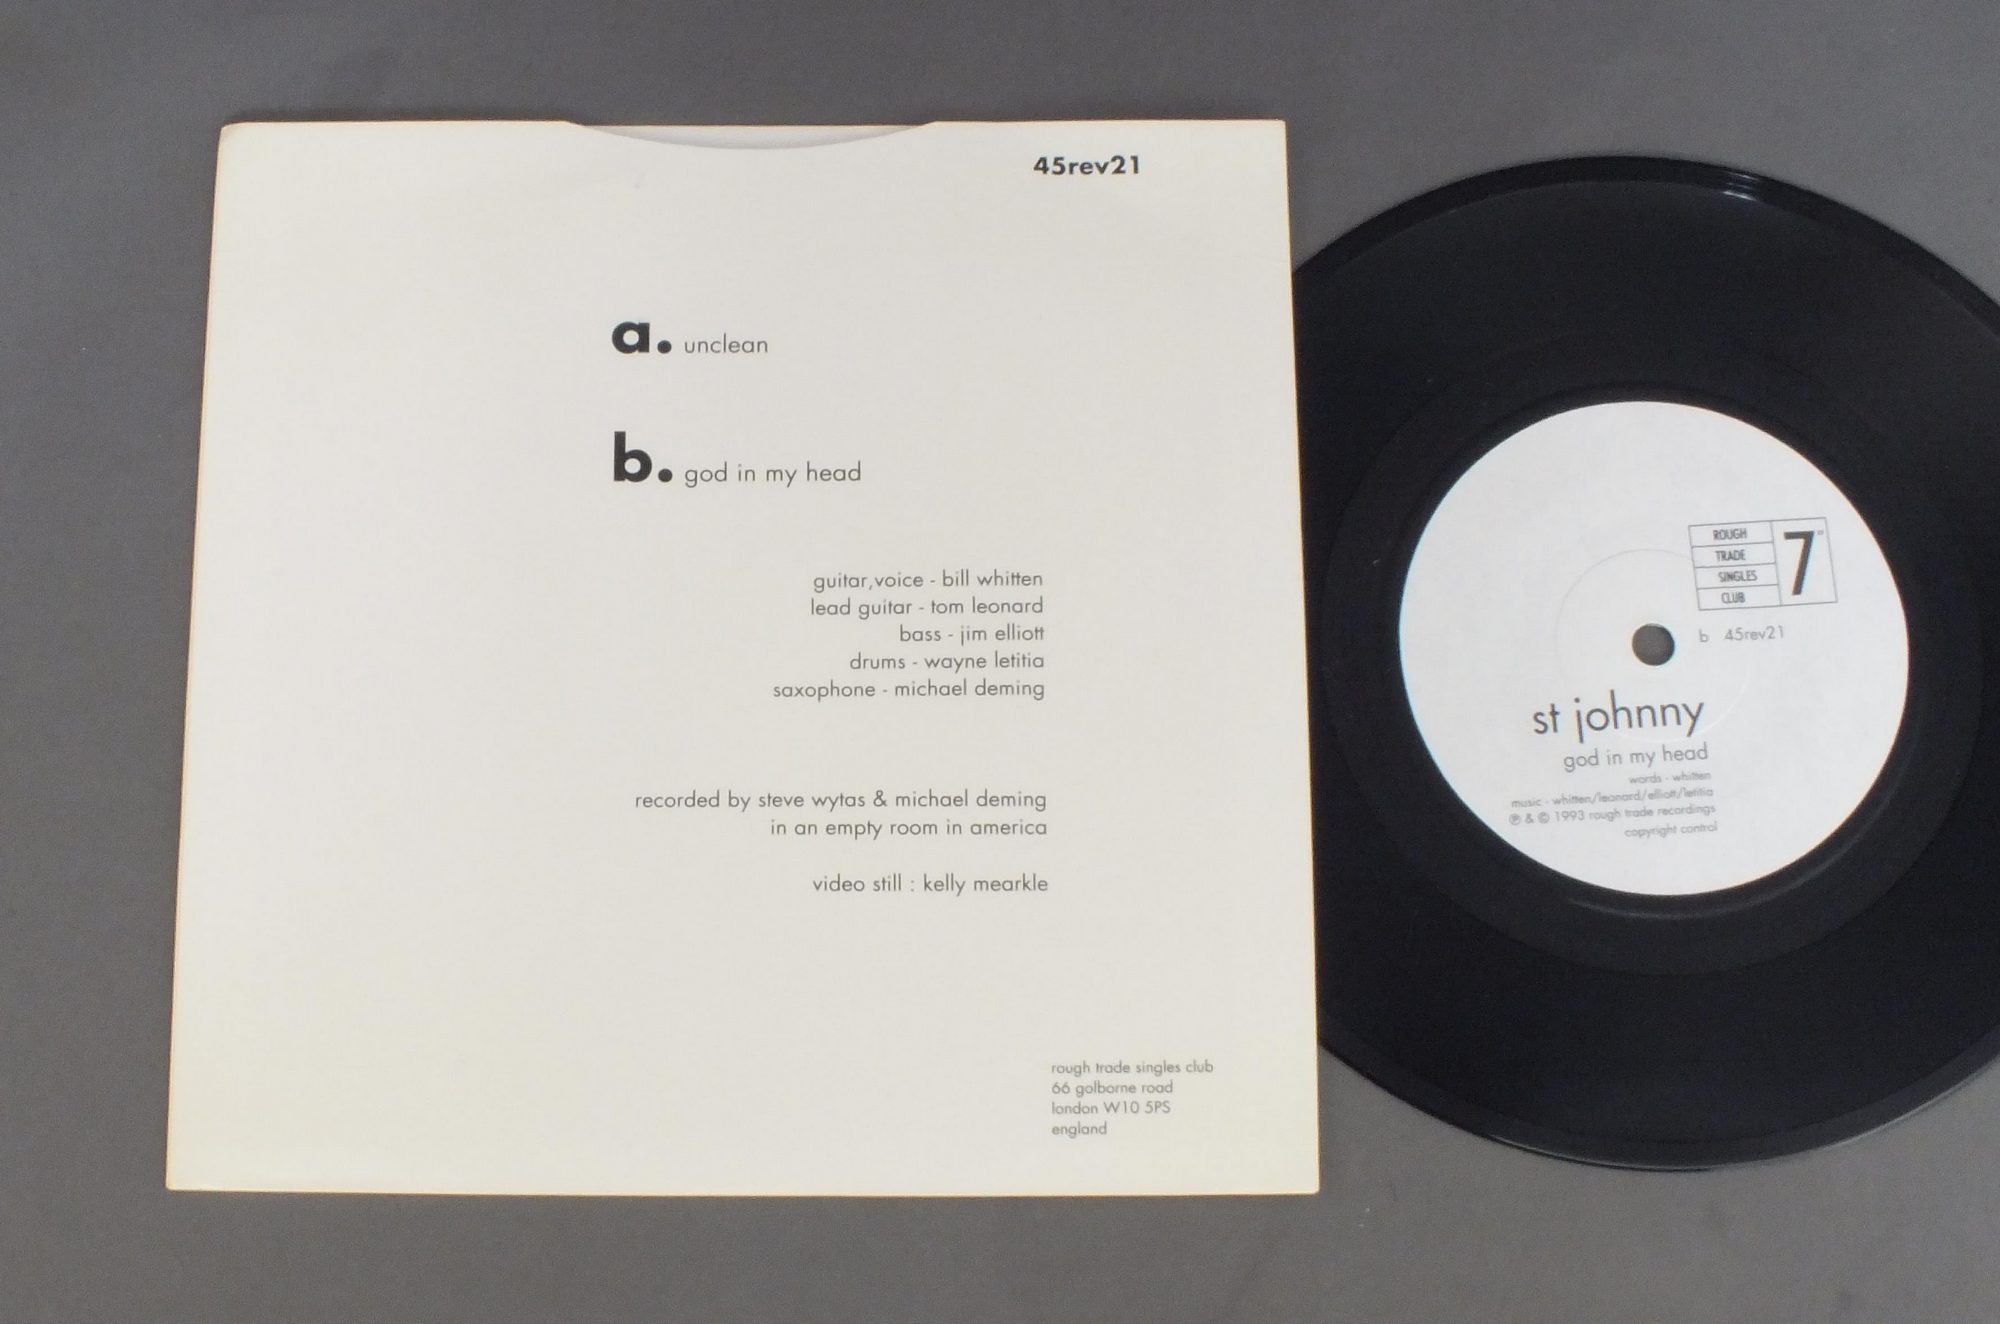 45rev21
a. unclean
b. god in my head
guitar,voice - bill whitten
lead guitar - tom leonard
bass - jim elliott
drums - wayne letitia
saxophone - michael deming
recorded by steve wytas & michael deming
in an empty room in america
video still : kelly mearkle
rough trade singles club
66 golborne road
london W10 5PS
england
ROUGH
TRADE
SINGLES
CLUB
7"
b 45rev21
st johnny
god in my head
words - whitten
music - whitten/leonard/elliott/letitia
℗ & © 1993 rough trade recordings
copyright control